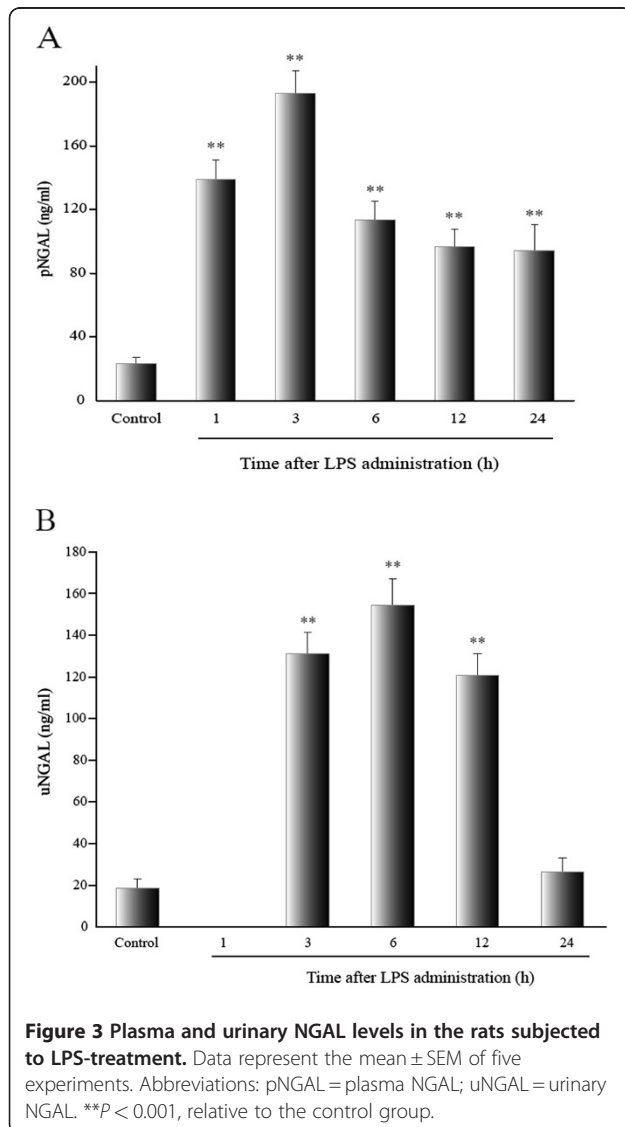 A
**
**
**
**
**
200
160
120
80
40
0
pNGAL (ng/ml)
Control 1 3 6 12 24
Time after LPS administration (h)
B
**
**
**
180
160
140
120
100
80
60
40
20
0
uNGAL (ng/ml)
Control 1 3 6 12 24
Time after LPS administration (h)
Figure 3 Plasma and urinary NGAL levels in the rats subjected
to LPS-treatment. Data represent the mean ± SEM of five
experiments. Abbreviations: pNGAL = plasma NGAL; uNGAL = urinary
NGAL. **P < 0.001, relative to the control group.